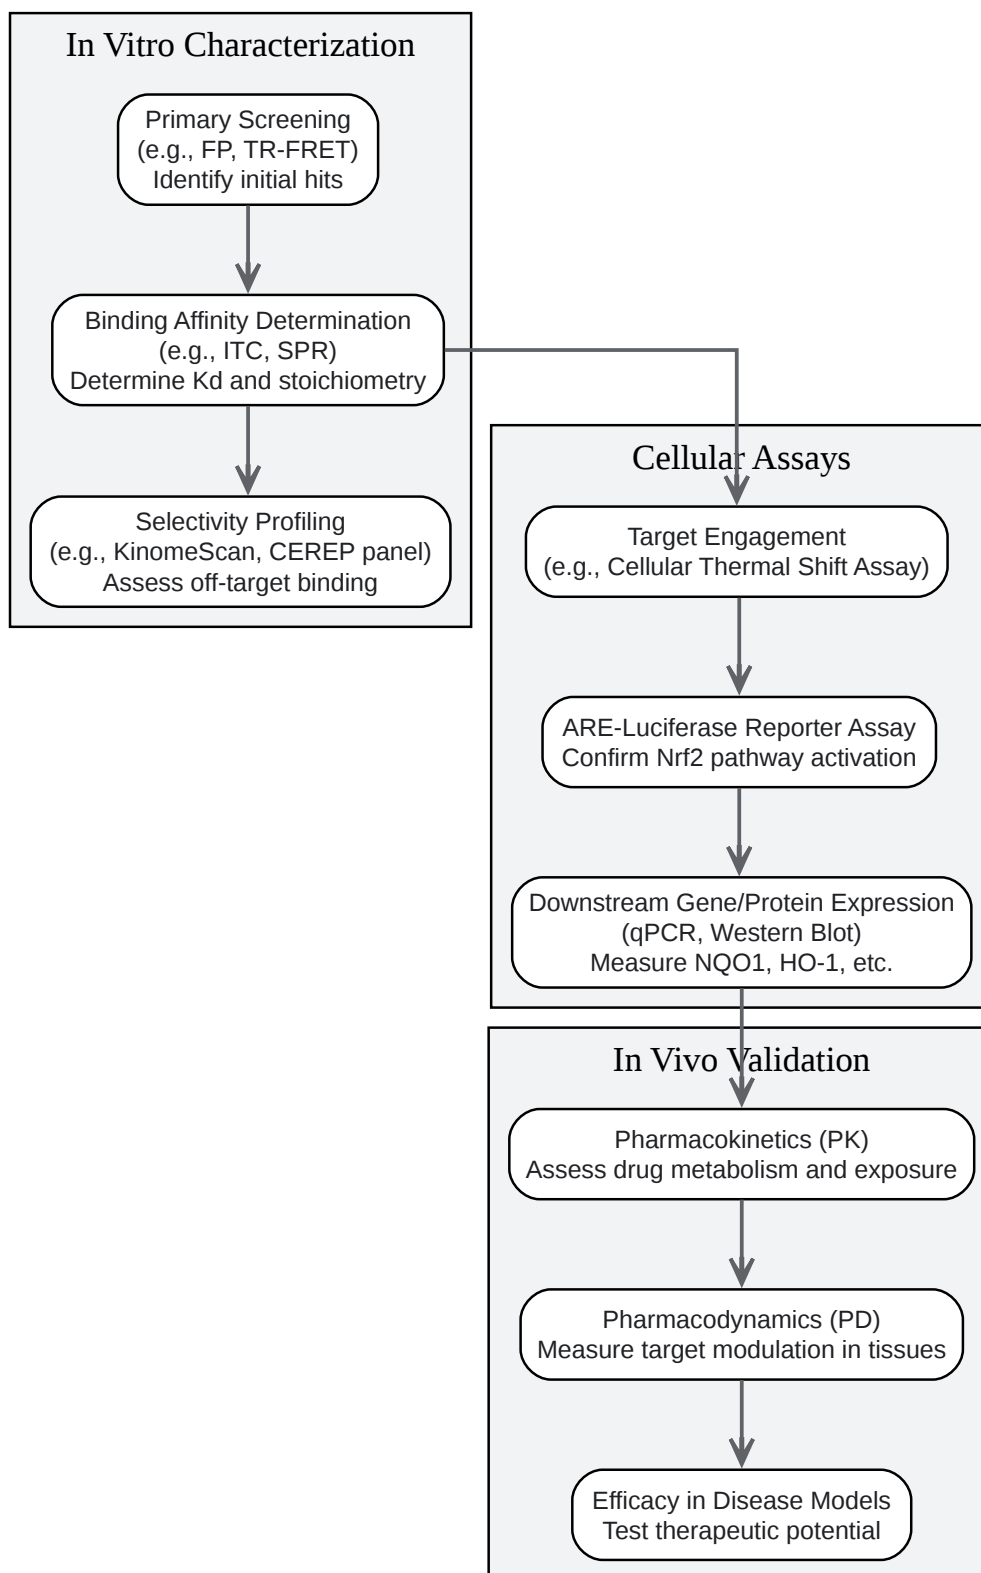 In Vitro Characterization
Primary Screening
(e.g., FP, TR-FRET)
Identify initial hits
Binding Affinity Determination
(e.g., ITC, SPR)
Determine Kd and stoichiometry
Selectivity Profiling
(e.g., KinomeScan, CEREP panel)
Assess off-target binding
Cellular Assays
Target Engagement
(e.g., Cellular Thermal Shift Assay)
ARE-Luciferase Reporter Assay
Confirm Nrf2 pathway activation
Downstream Gene/Protein Expression
(qPCR, Western Blot)
Measure NQO1, HO-1, etc.
In Vivo Validation
Pharmacokinetics (PK)
Assess drug metabolism and exposure
Pharmacodynamics (PD)
Measure target modulation in tissues
Efficacy in Disease Models
Test therapeutic potential